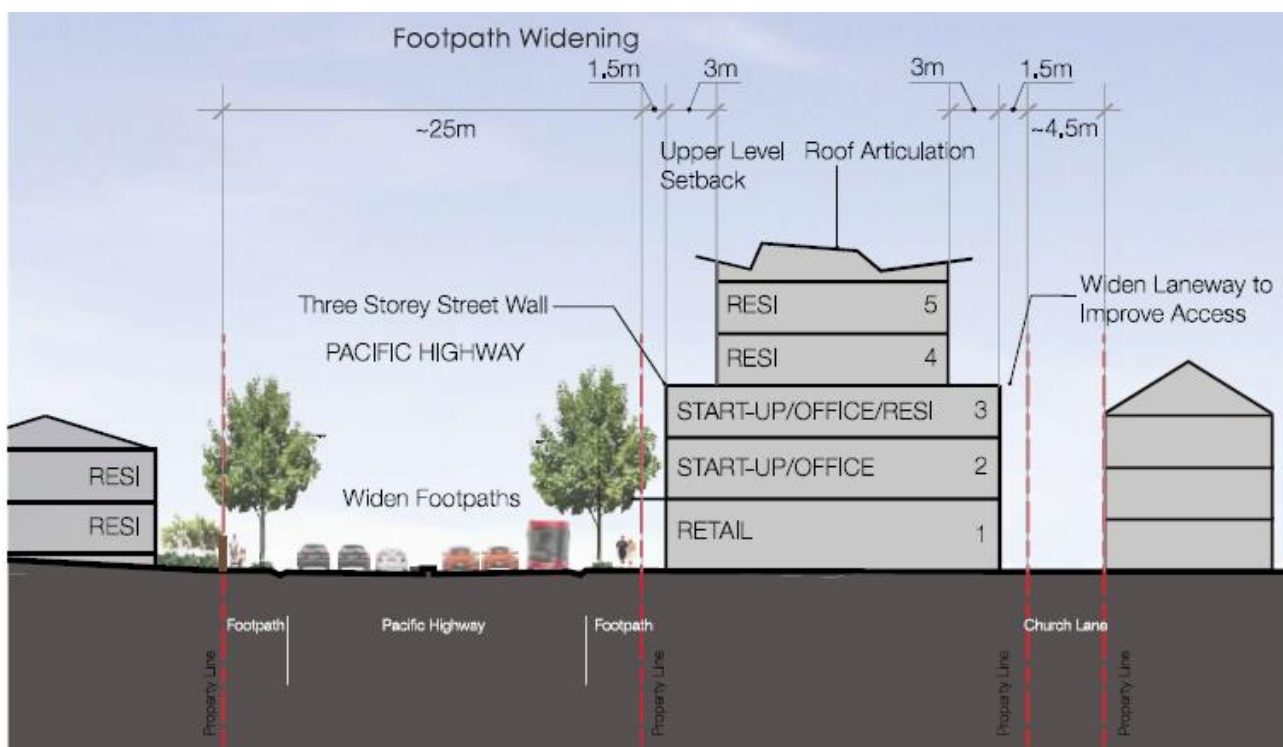 Footpath Widening
1.5m
3m
3m
1.5m
~25m
~4.5m
Upper Level
Setback
Roof Articulation
Three Storey Street Wall
PACIFIC HIGHWAY
Widen Laneway to
Improve Access
RESI 5
RESI 4
START-UP/OFFICE/RESI 3
START-UP/OFFICE 2
RETAIL 1
RESI
RESI
Widen Footpaths
Footpath
Pacific Highway
Footpath
Church Lane
Property Line
Property Line
Property Line
Property Line